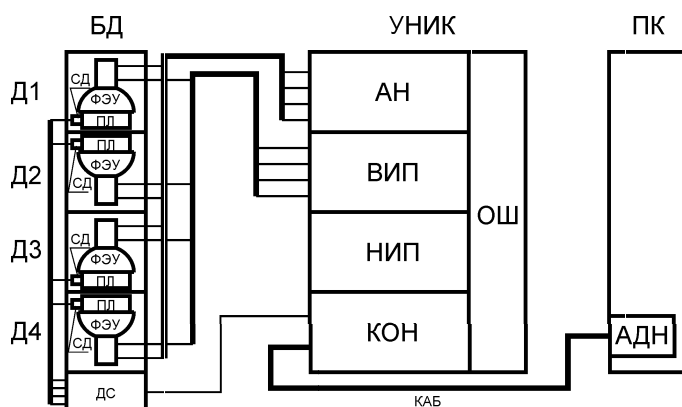 БД
УНИК
ПК
Д1
СД
ФЭУ
ПЛ
АН
Д2
ПЛ
ФЭУ
СД
ВИП
ОШ
Д3
СД
ФЭУ
ПЛ
НИП
Д4
ПЛ
ФЭУ
СД
КОН
АДН
ДС
КАБ